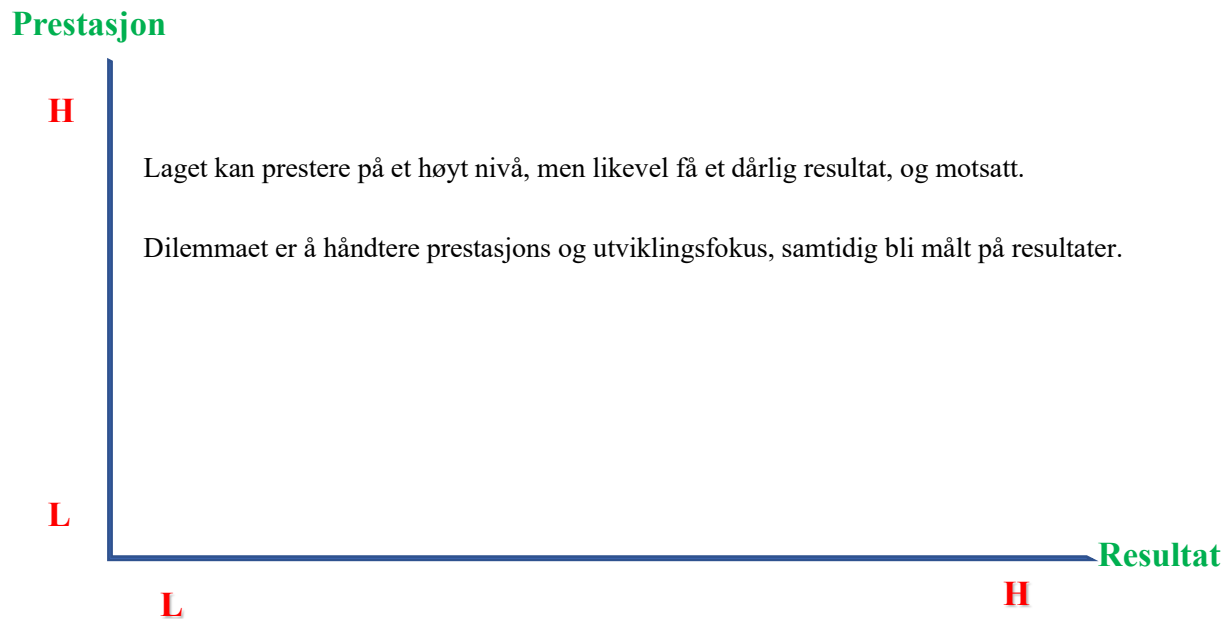 Prestasjon
H
Laget kan prestere på et høyt nivå, men likevel få et dårlig resultat, og motsatt.
Dilemmaet er å håndtere prestasjons og utviklingsfokus, samtidig bli målt på resultater.
L
Resultat
L
H